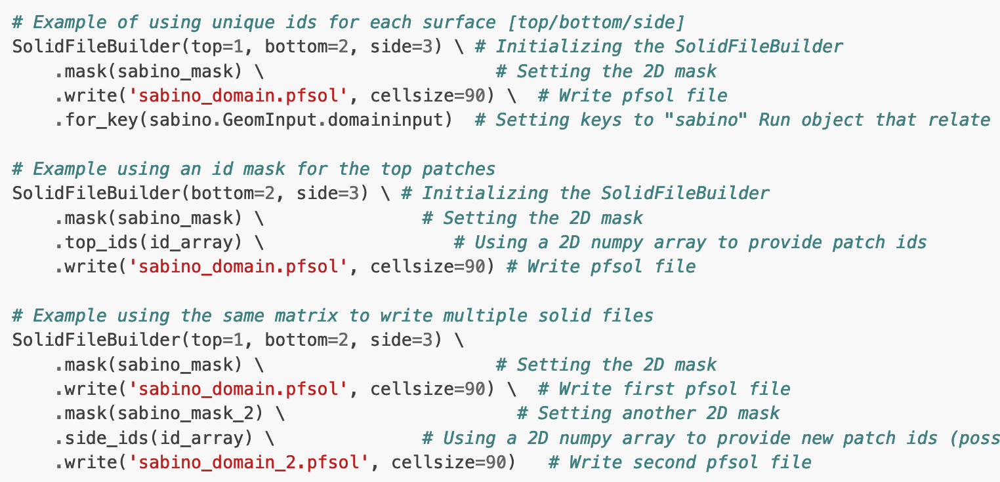 # Example of using unique ids for each surface [top/bottom/side]
SolidFileBuilder(top=1, bottom=2, side=3) \ # Initializing the SolidFileBuilder
    .mask(sabino_mask) \                      # Setting the 2D mask
    .write('sabino_domain.pfsol', cellsize=90) \  # Write pfsol file
    .for_key(sabino.GeomInput.domaininput)  # Setting keys to "sabino" Run object that relate

# Example using an id mask for the top patches
SolidFileBuilder(bottom=2, side=3) \ # Initializing the SolidFileBuilder
    .mask(sabino_mask) \               # Setting the 2D mask
    .top_ids(id_array) \                  # Using a 2D numpy array to provide patch ids
    .write('sabino_domain.pfsol', cellsize=90) # Write pfsol file

# Example using the same matrix to write multiple solid files
SolidFileBuilder(top=1, bottom=2, side=3) \
    .mask(sabino_mask) \                      # Setting the 2D mask
    .write('sabino_domain.pfsol', cellsize=90) \  # Write first pfsol file
    .mask(sabino_mask_2) \                      # Setting another 2D mask
    .side_ids(id_array) \              # Using a 2D numpy array to provide new patch ids (poss
    .write('sabino_domain_2.pfsol', cellsize=90)   # Write second pfsol file